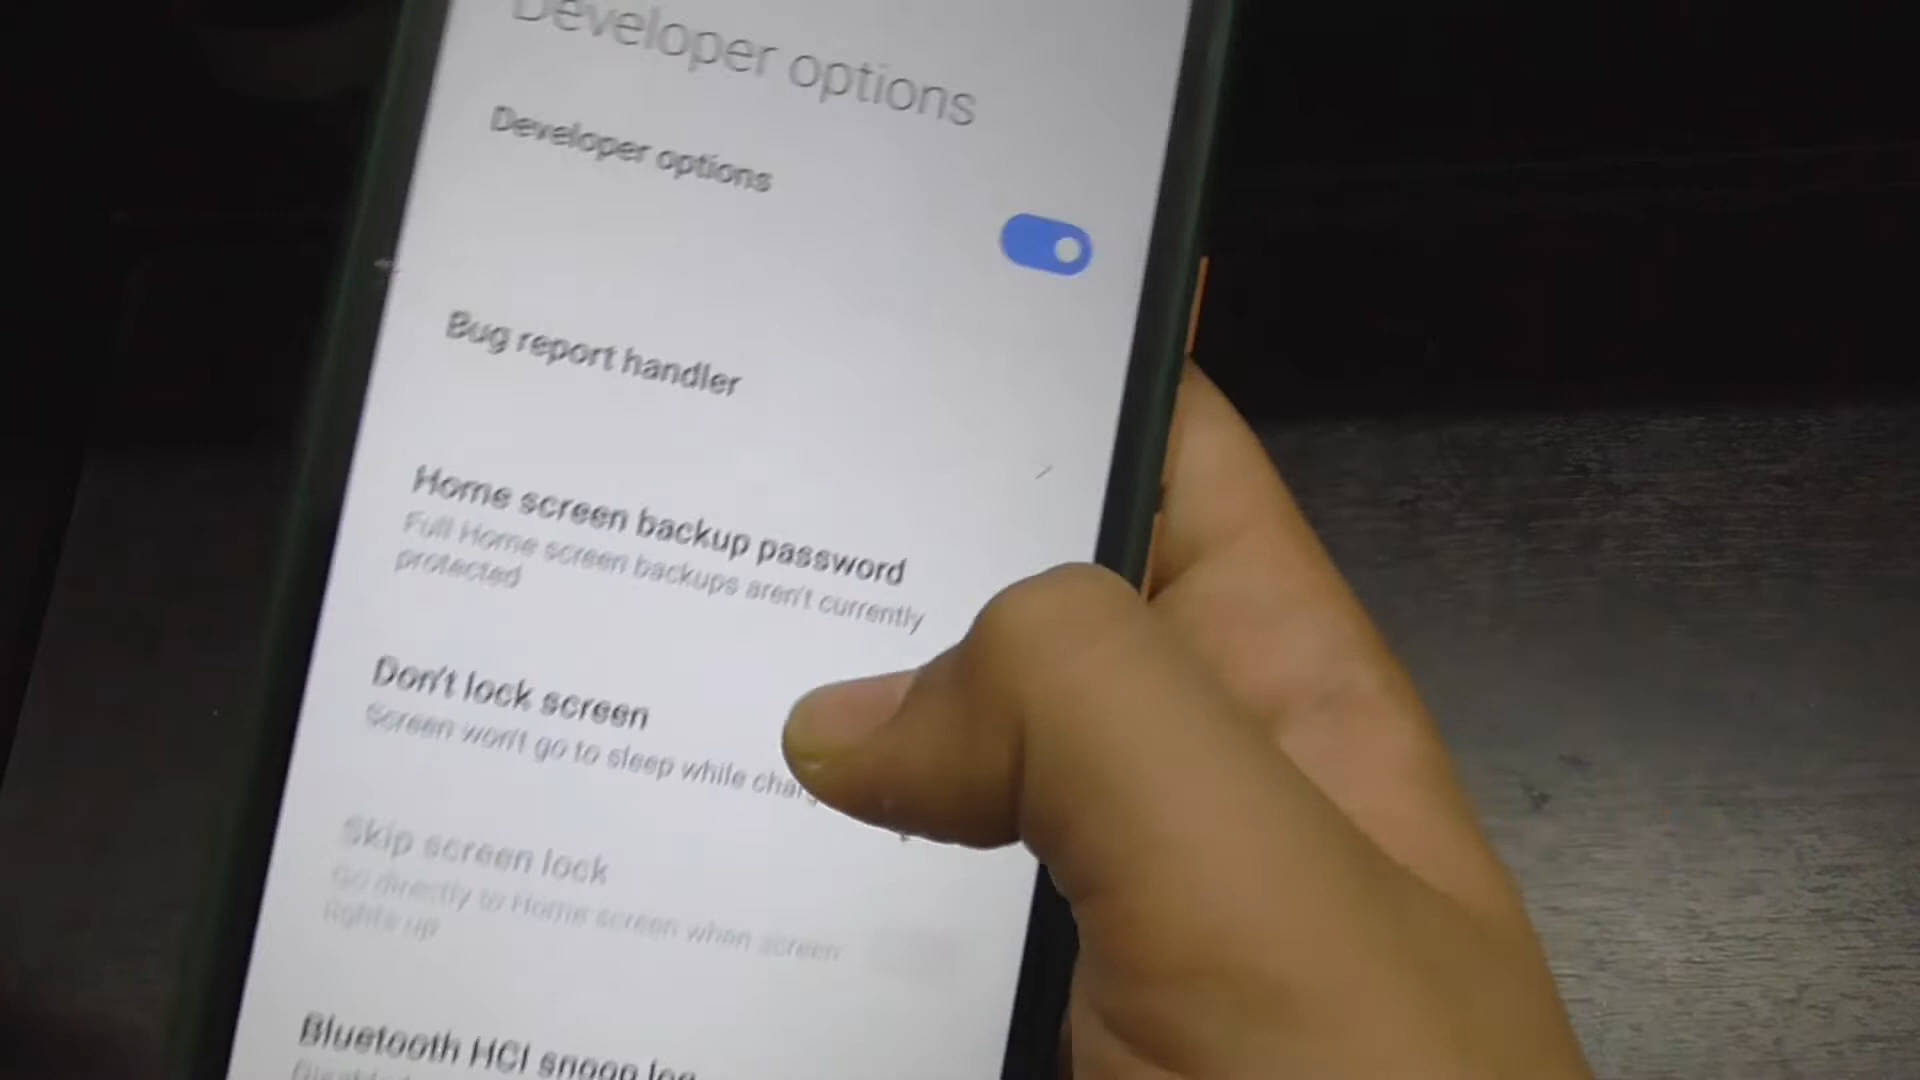 Developer options
Developer options
Bug report handler
Home screen backup password
Full Home screen backups aren't currently
protected
Don't lock screen
Screen won't go to sleep while
Skip screen lock
Go directly to Home screen when screen
lights up
Bluetooth HCI snoop log